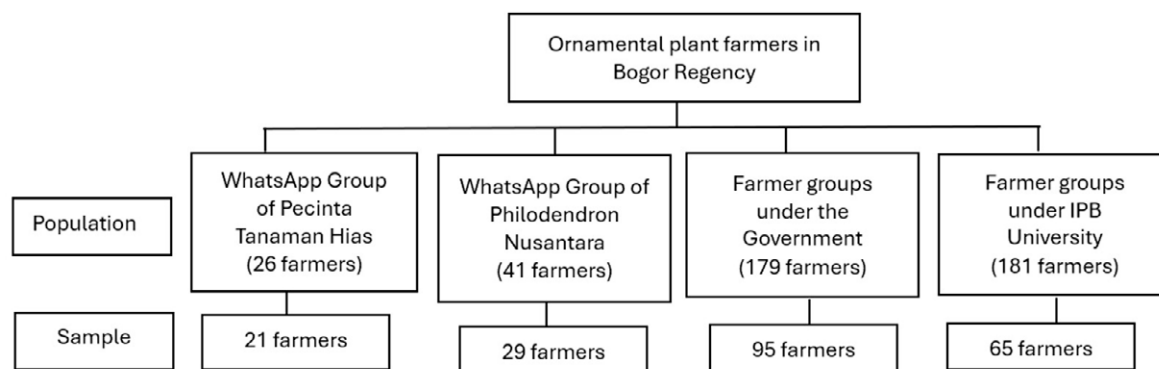 Ornamental plant farmers in
Bogor Regency
Population
WhatsApp Group
of Pecinta
Tanaman Hias
(26 farmers)
WhatsApp Group of
Philodendron
Nusantara
(41 farmers)
Farmer groups
under the
Government
(179 farmers)
Farmer groups
under IPB
University
(181 farmers)
Sample
21 farmers
29 farmers
95 farmers
65 farmers